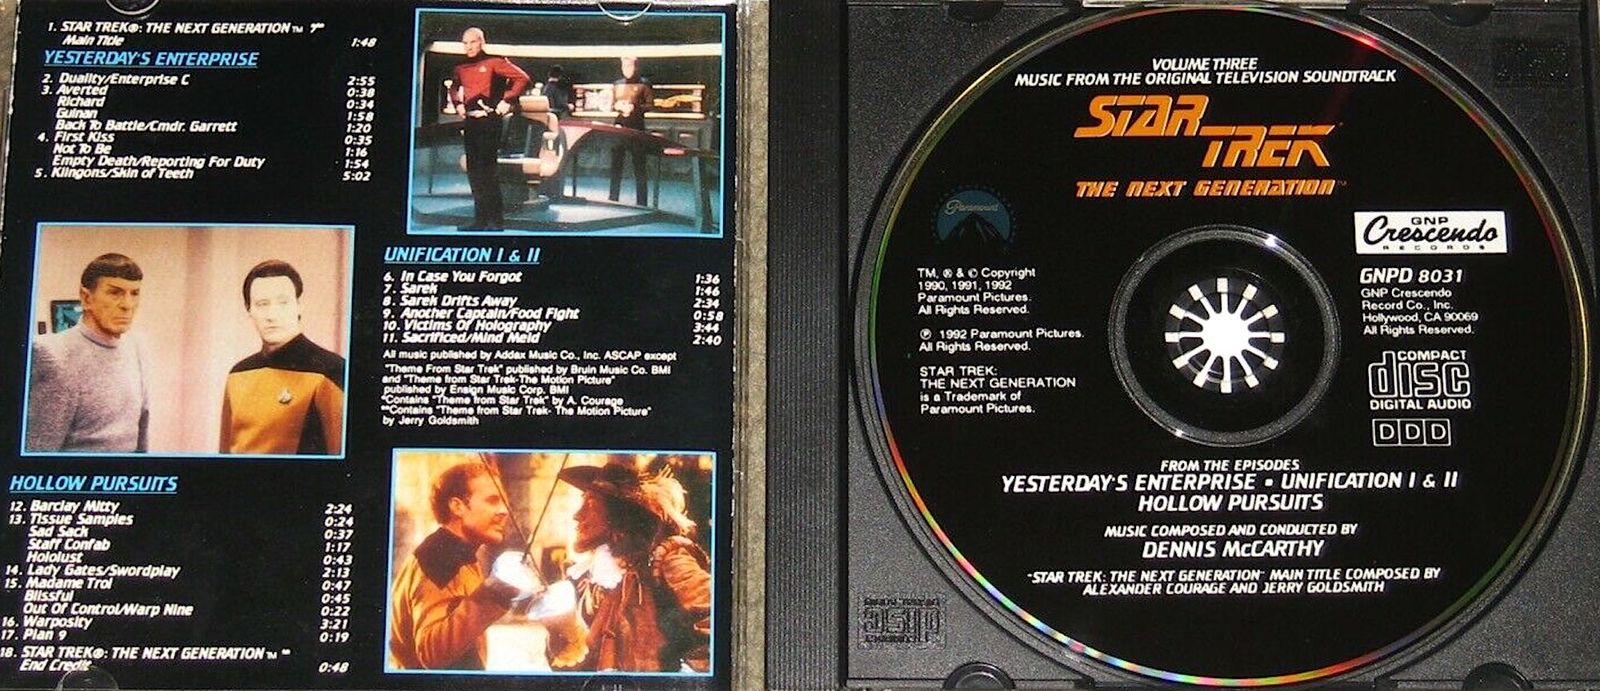 1. STAR TREK®: THE NEXT GENERATION™ *'**
Main Title 1:48
YESTERDAY'S ENTERPRISE
2. Duality/Enterprise C 2:55
3. Averted 0:38
Richard 0:34
Guinan 1:58
Back To Battle/Cmdr. Garrett 1:20
4. First Kiss 0:35
Not To Be 1:16
Empty Death/Reporting For Duty 1:54
5. Klingons/Skin of Teeth 5:02
UNIFICATION I & II
6. In Case You Forgot 1:36
7. Sarek 1:46
8. Sarek Drifts Away 2:34
9. Another Captain/Food Fight 0:58
10. Victims Of Holography 3:44
11. Sacrificed/Mind Meld 2:40
All music published by Addax Music Co., Inc. ASCAP except
"Theme From Star Trek" published by Bruin Music Co. BMI
and "Theme from Star Trek-The Motion Picture"
published by Ensign Music Corp. BMI
*Contains "Theme from Star Trek" by A. Courage
**Contains "Theme from Star Trek- The Motion Picture"
by Jerry Goldsmith
HOLLOW PURSUITS
12. Barclay Mitty 2:24
13. Tissue Samples 0:24
Sad Sack 0:37
Staff Confab 1:17
Hololust 0:43
14. Lady Gates/Swordplay 2:13
15. Madame Troi 0:47
Blissful 0:45
Out Of Control/Warp Nine 0:22
16. Warposity 3:21
17. Plan 9 0:19
18. STAR TREK®: THE NEXT GENERATION™ **
End Credit 0:48
VOLUME THREE
MUSIC FROM THE ORIGINAL TELEVISION SOUNDTRACK
STAR TREK
THE NEXT GENERATION™
Paramount
GNP
Crescendo
RECORDS
TM, ® & © Copyright
1990, 1991, 1992
Paramount Pictures.
All Rights Reserved.
℗ 1992 Paramount Pictures.
All Rights Reserved.
STAR TREK:
THE NEXT GENERATION
is a Trademark of
Paramount Pictures.
GNPD 8031
GNP Crescendo
Record Co., Inc.
Hollywood, CA 90069
All Rights Reserved.
COMPACT
disc
DIGITAL AUDIO
DDD
FROM THE EPISODES
YESTERDAY'S ENTERPRISE • UNIFICATION I & II
HOLLOW PURSUITS
MUSIC COMPOSED AND CONDUCTED BY
DENNIS McCARTHY
"STAR TREK: THE NEXT GENERATION" MAIN TITLE COMPOSED BY
ALEXANDER COURAGE AND JERRY GOLDSMITH
disc